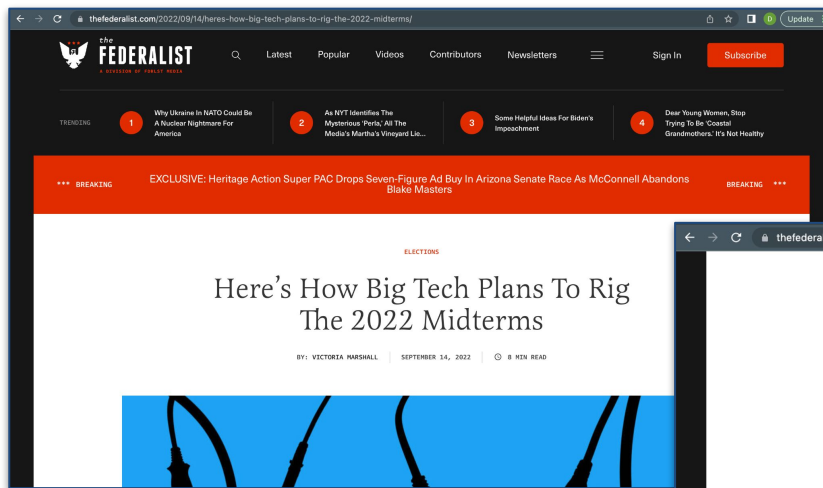 thefederalist.com/2022/09/14/heres-how-big-tech-plans-to-rig-the-2022-midterms/
D
Update
the
FEDERALIST
A DIVISION OF FDRLST MEDIA
Latest
Popular
Videos
Contributors
Newsletters
Sign In
Subscribe
TRENDING
1
Why Ukraine In NATO Could Be
A Nuclear Nightmare For
America
2
As NYT Identifies The
Mysterious 'Perla,' All The
Media's Martha's Vineyard Lie...
3
Some Helpful Ideas For Biden's
Impeachment
4
Dear Young Women, Stop
Trying To Be 'Coastal
Grandmothers.' It's Not Healthy
*** BREAKING
EXCLUSIVE: Heritage Action Super PAC Drops Seven-Figure Ad Buy In Arizona Senate Race As McConnell Abandons
Blake Masters
BREAKING ***
ELECTIONS
Here's How Big Tech Plans To Rig
The 2022 Midterms
BY: VICTORIA MARSHALL
SEPTEMBER 14, 2022
8 MIN READ
thefedera